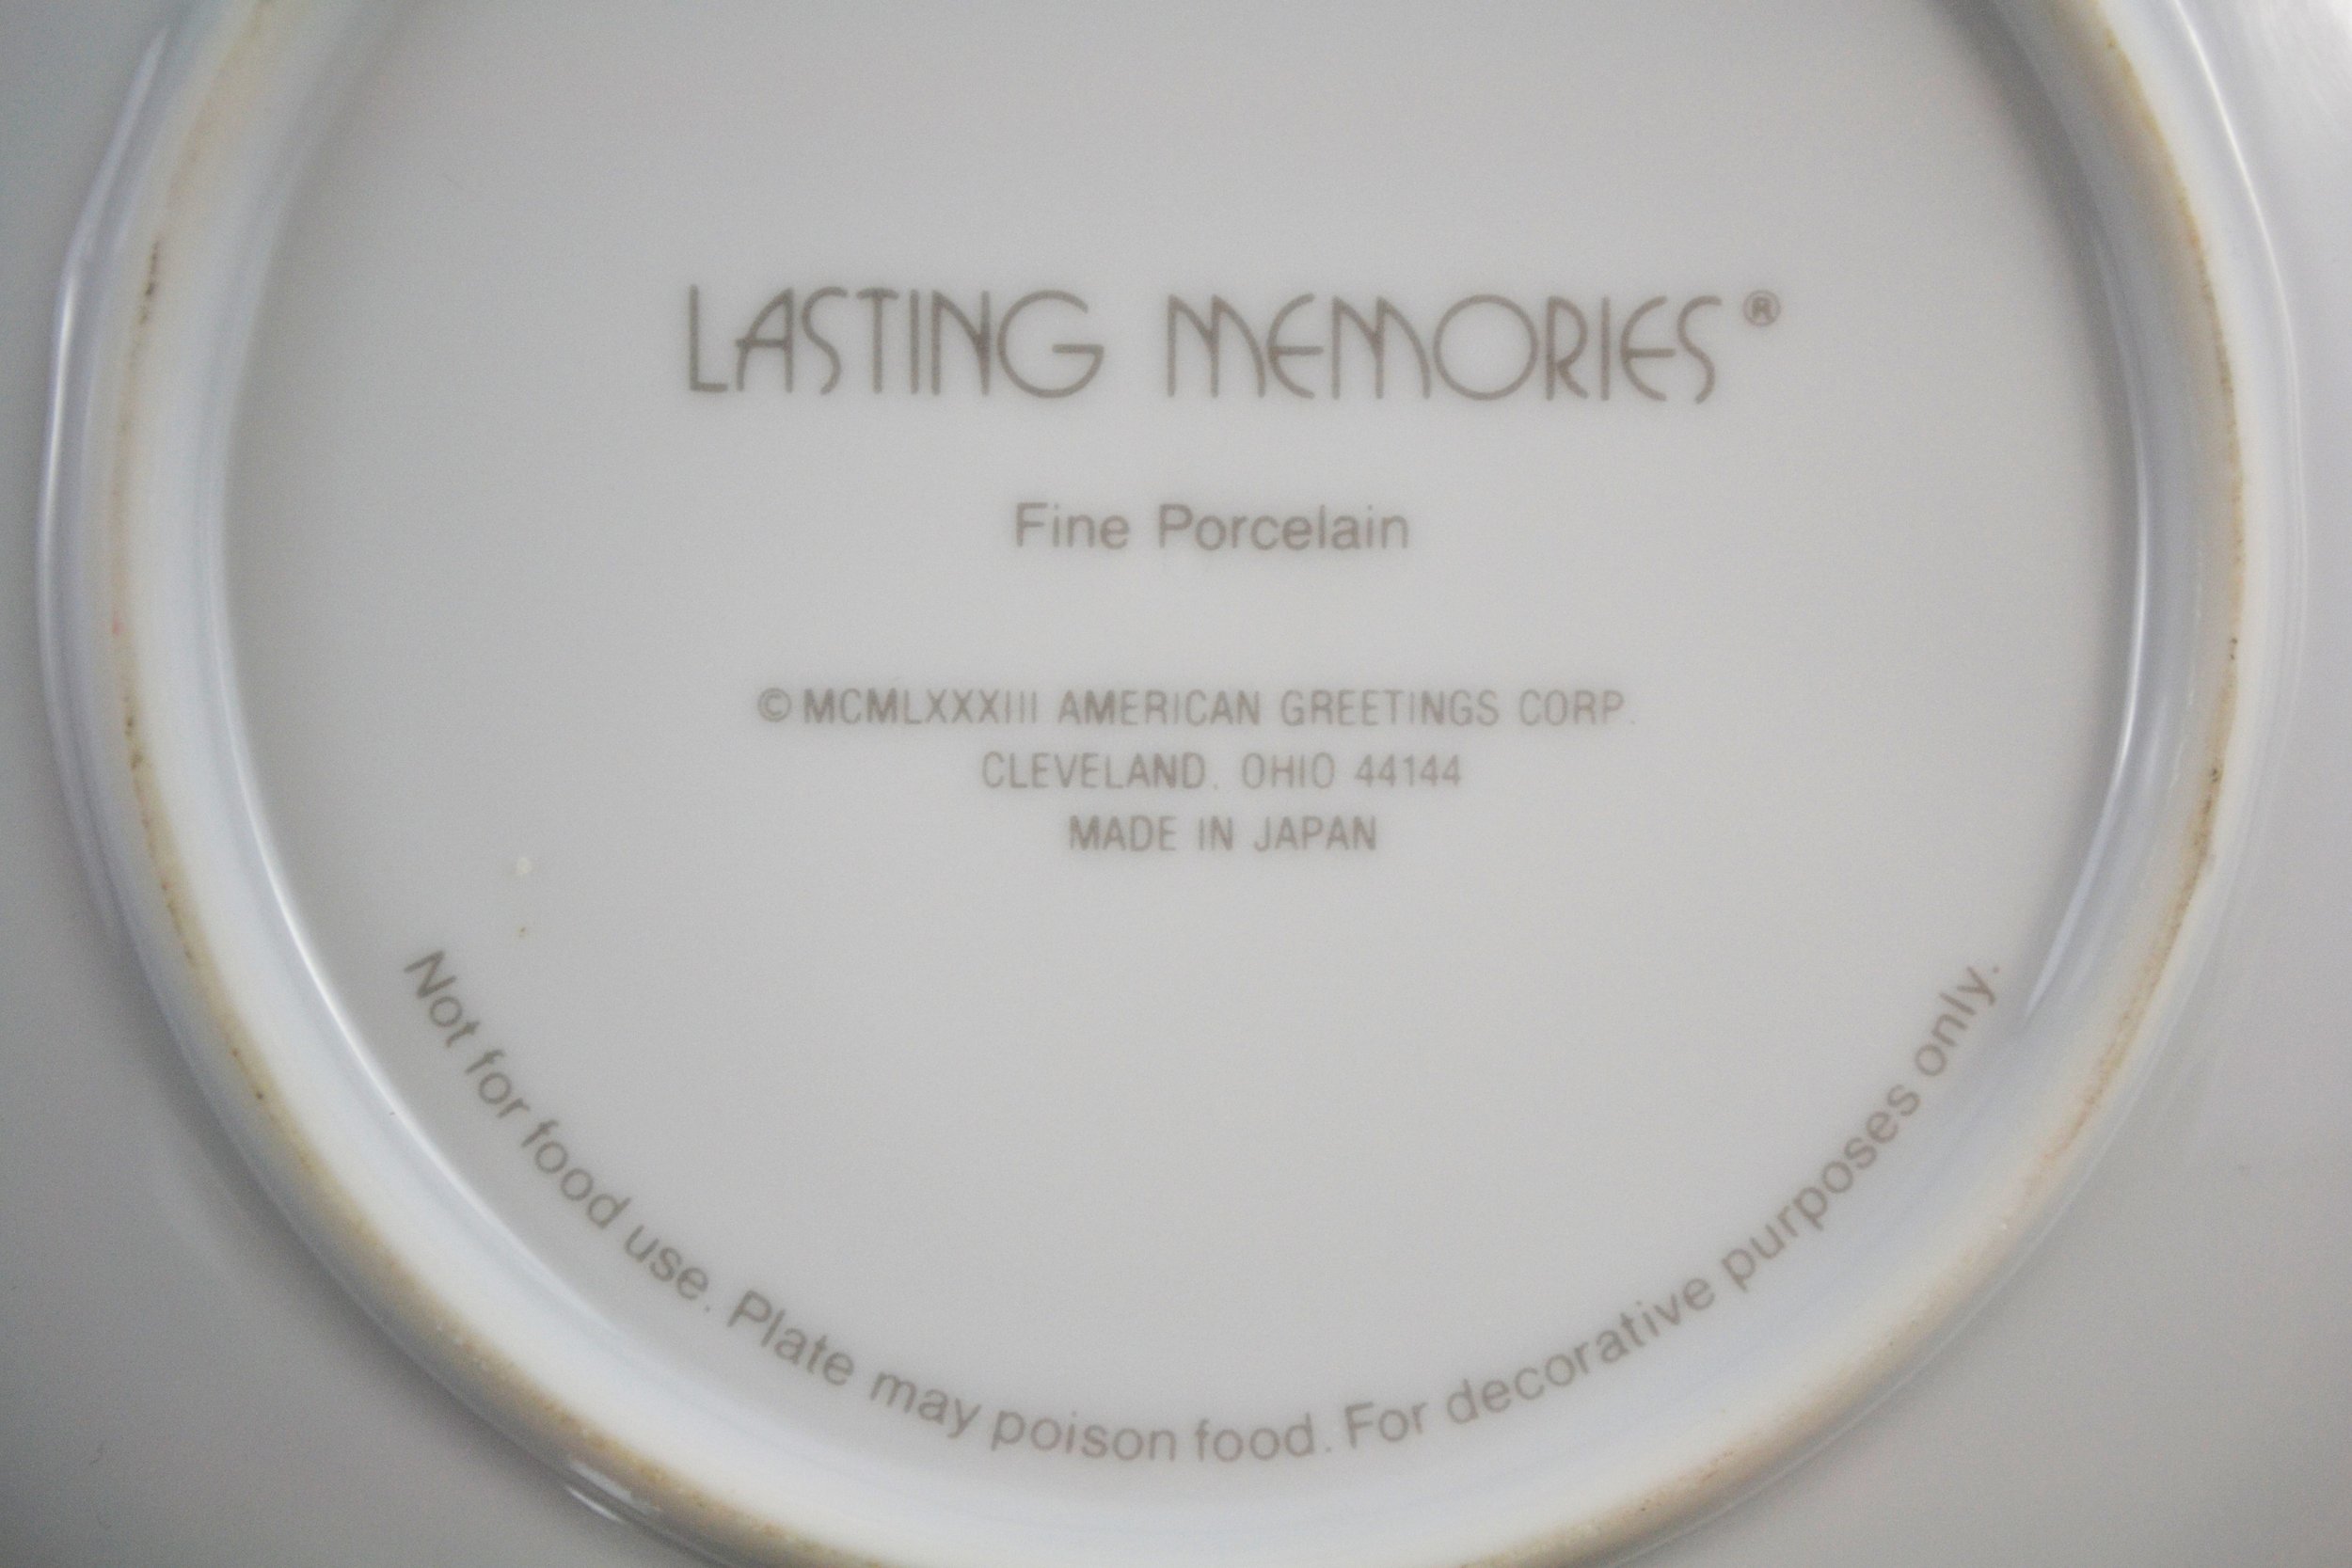 LASTING MEMORIES®
Fine Porcelain
© MCMLXXXIII AMERICAN GREETINGS CORP.
CLEVELAND, OHIO 44144
MADE IN JAPAN
Not for food use. Plate may poison food. For decorative purposes only.